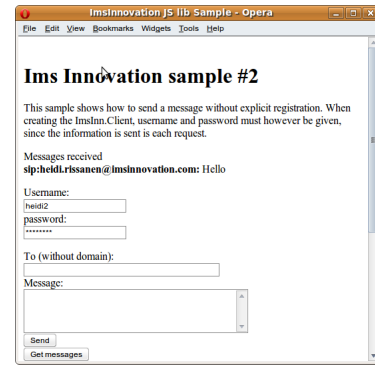 ImsInnovation JS lib Sample - Opera
File Edit View Bookmarks Widgets Tools Help
Ims Innovation sample #2
This sample shows how to send a message without explicit registration. When
creating the ImsInn.Client, username and password must however be given,
since the information is sent is each request.
Messages received
sip:heidi.rissanen@imsinnovation.com: Hello
Username:
heidi2
password:
********
To (without domain):
Message:
Send
Get messages